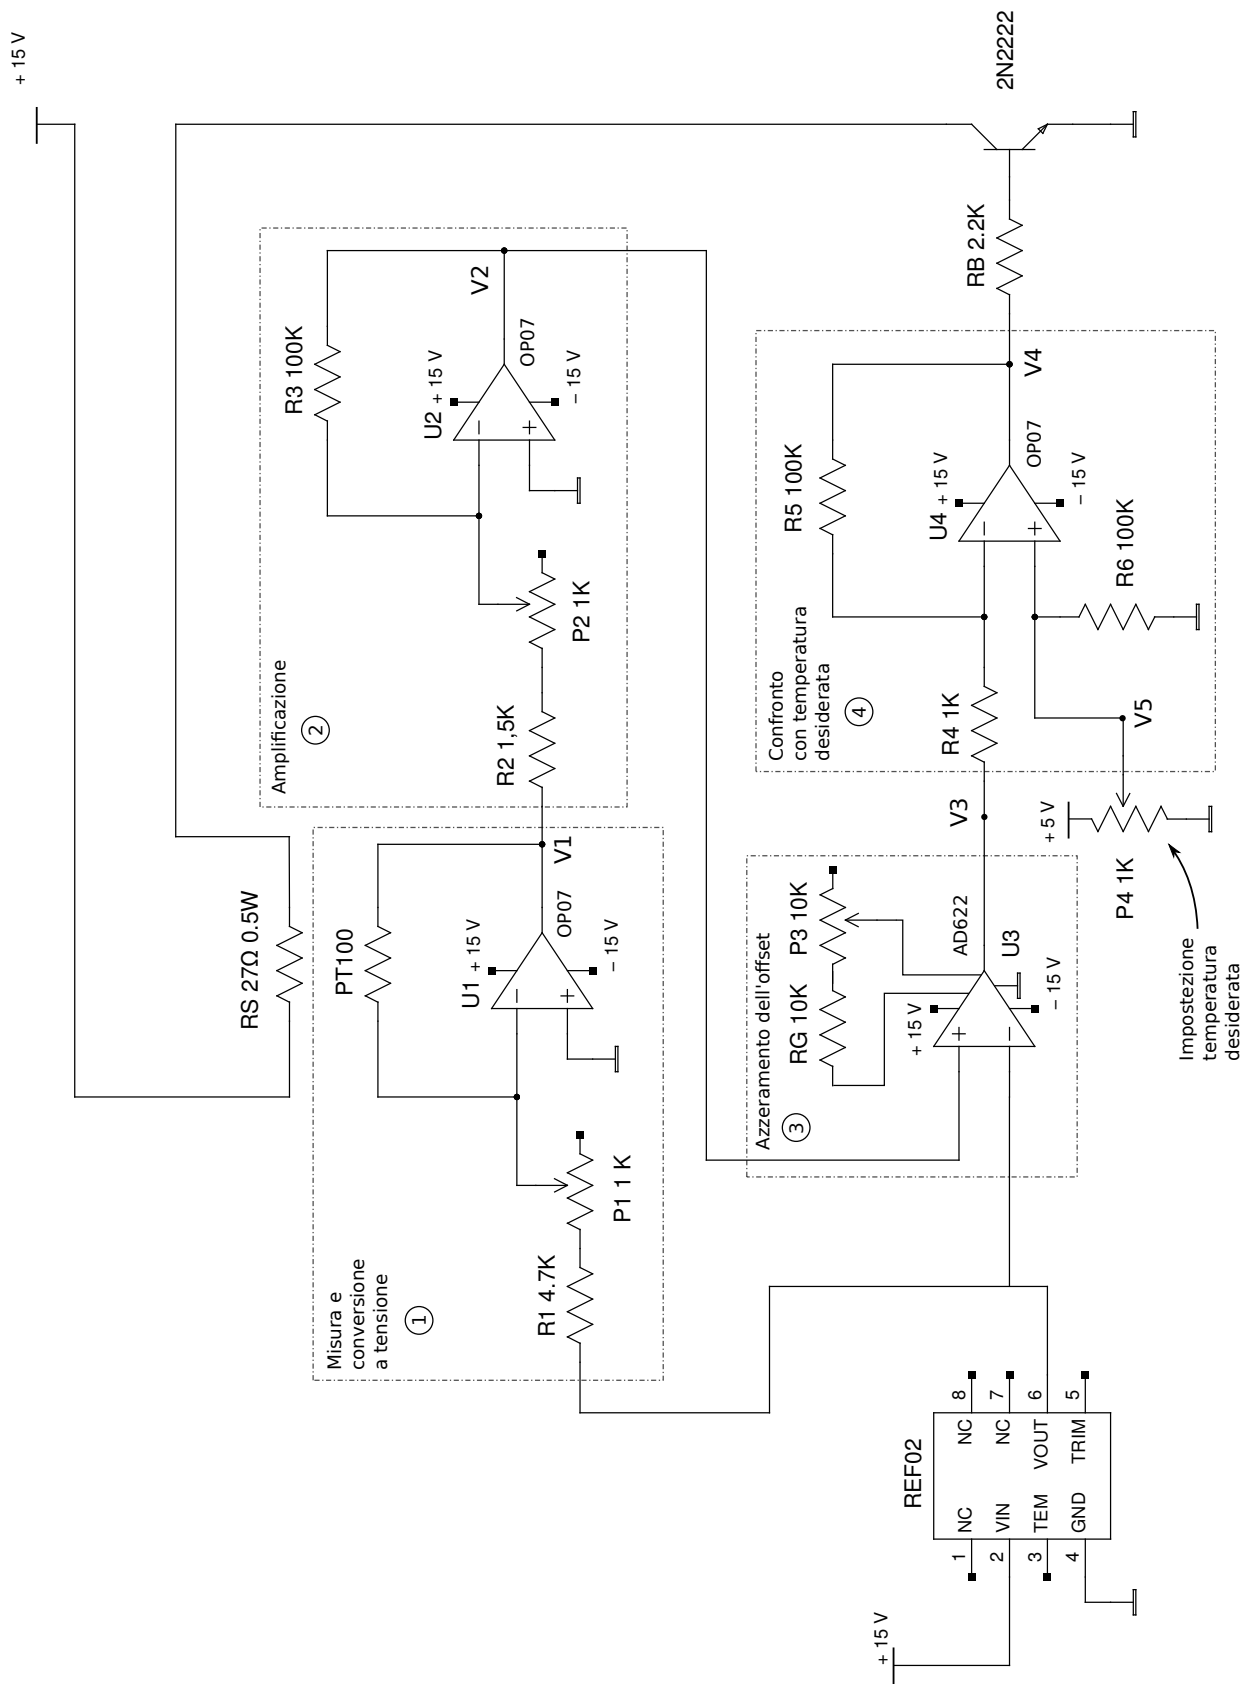 + 15 V
RS 27Ω 0.5W
Misura e
conversione
a tensione
1
R1 4.7K
P1 1 K
PT100
U1
+ 15 V
− 15 V
−
+
OP07
V1
Amplificazione
2
R2 1,5K
P2 1K
R3 100K
U2
+ 15 V
− 15 V
−
+
OP07
V2
Azzeramento dell'offset
3
RG 10K
P3 10K
+ 15 V
− 15 V
+
−
AD622
U3
V3
Confronto
con temperatura
desiderata
4
R4 1K
R5 100K
U4
+ 15 V
− 15 V
−
+
OP07
R6 100K
V4
V5
+ 5 V
P4 1K
Impostezione
temperatura
desiderata
RB 2.2K
2N2222
REF02
1 NC
2 VIN
3 TEM
4 GND
NC 8
NC 7
VOUT 6
TRIM 5
+ 15 V